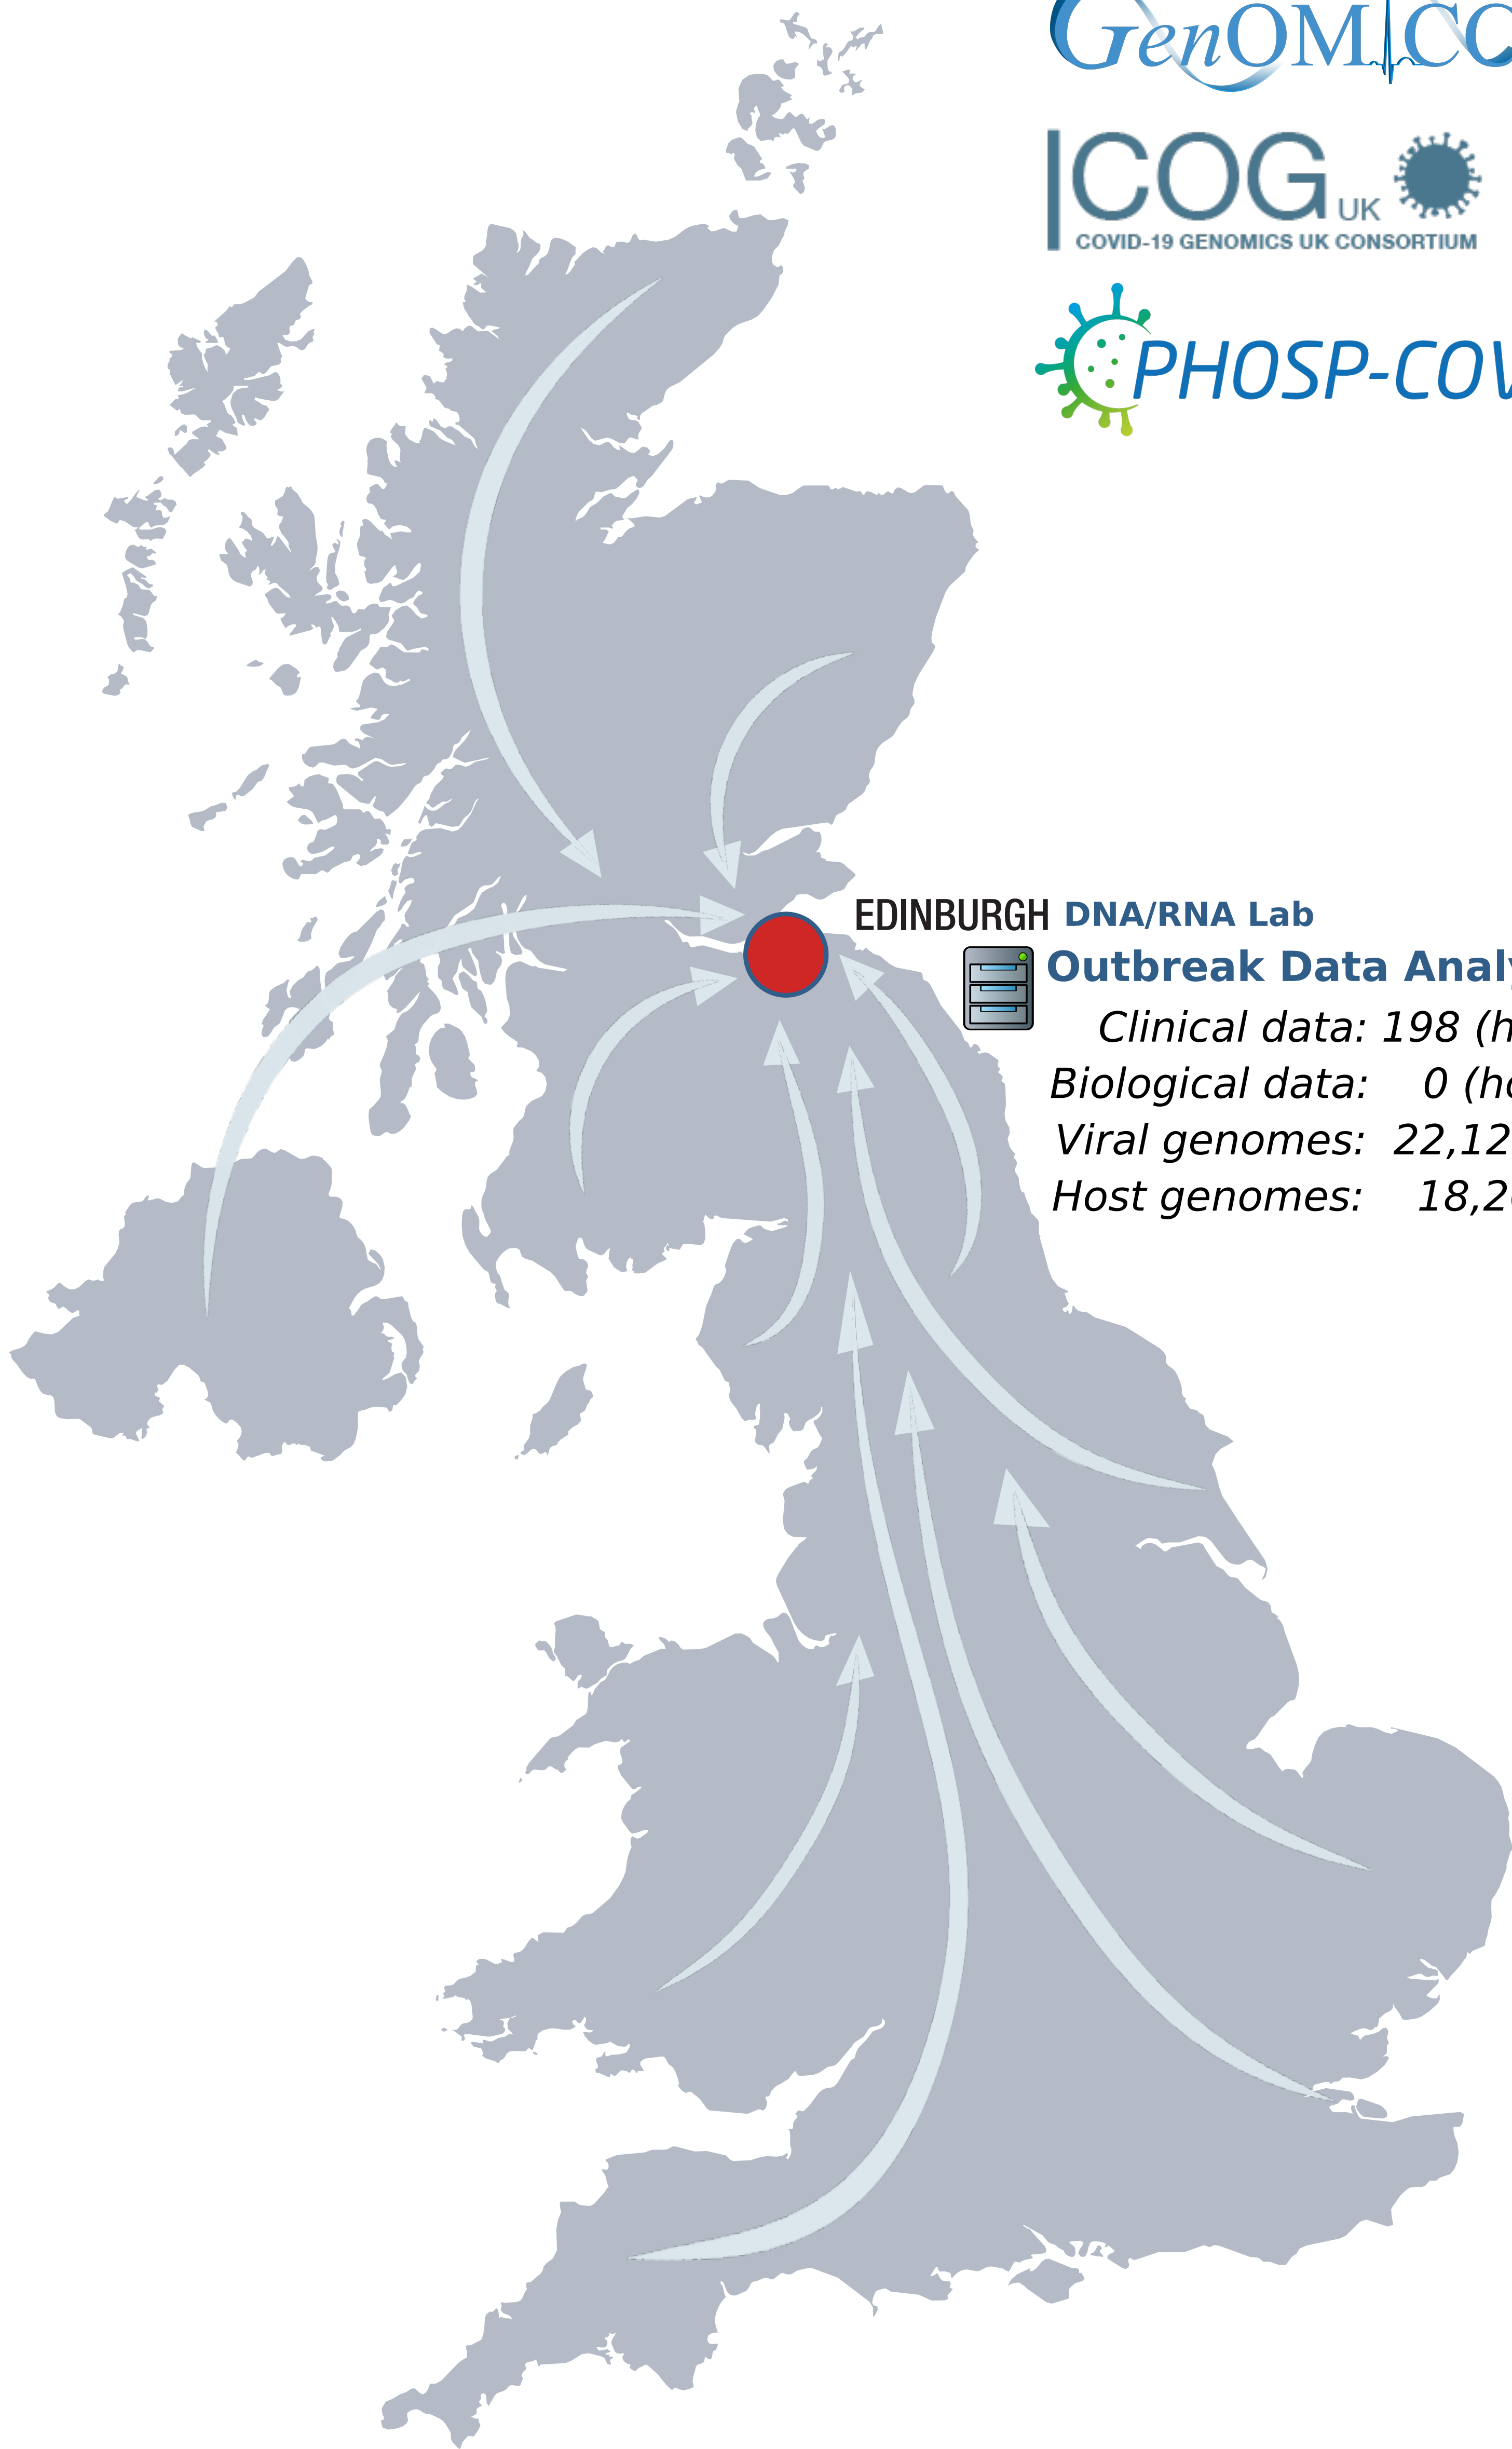 GenOMICC
COG UK
COVID-19 GENOMICS UK CONSORTIUM
PHOSP-COV
EDINBURGH DNA/RNA Lab
Outbreak Data Analy
Clinical data: 198 (h
Biological data: 0 (ho
Viral genomes: 22,12
Host genomes: 18,2